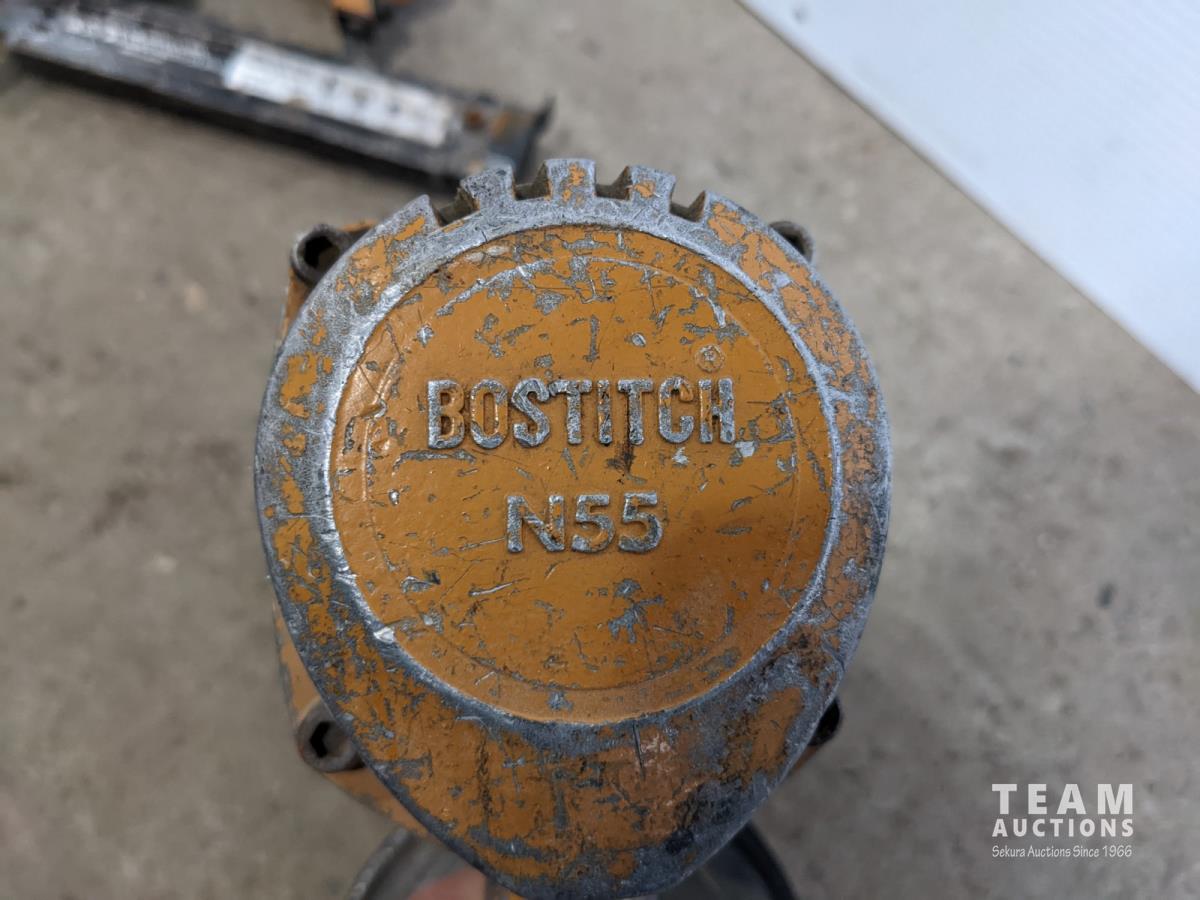 BOSTITCH
®
N55
TEAM
AUCTIONS
Sekura Auctions Since 1966